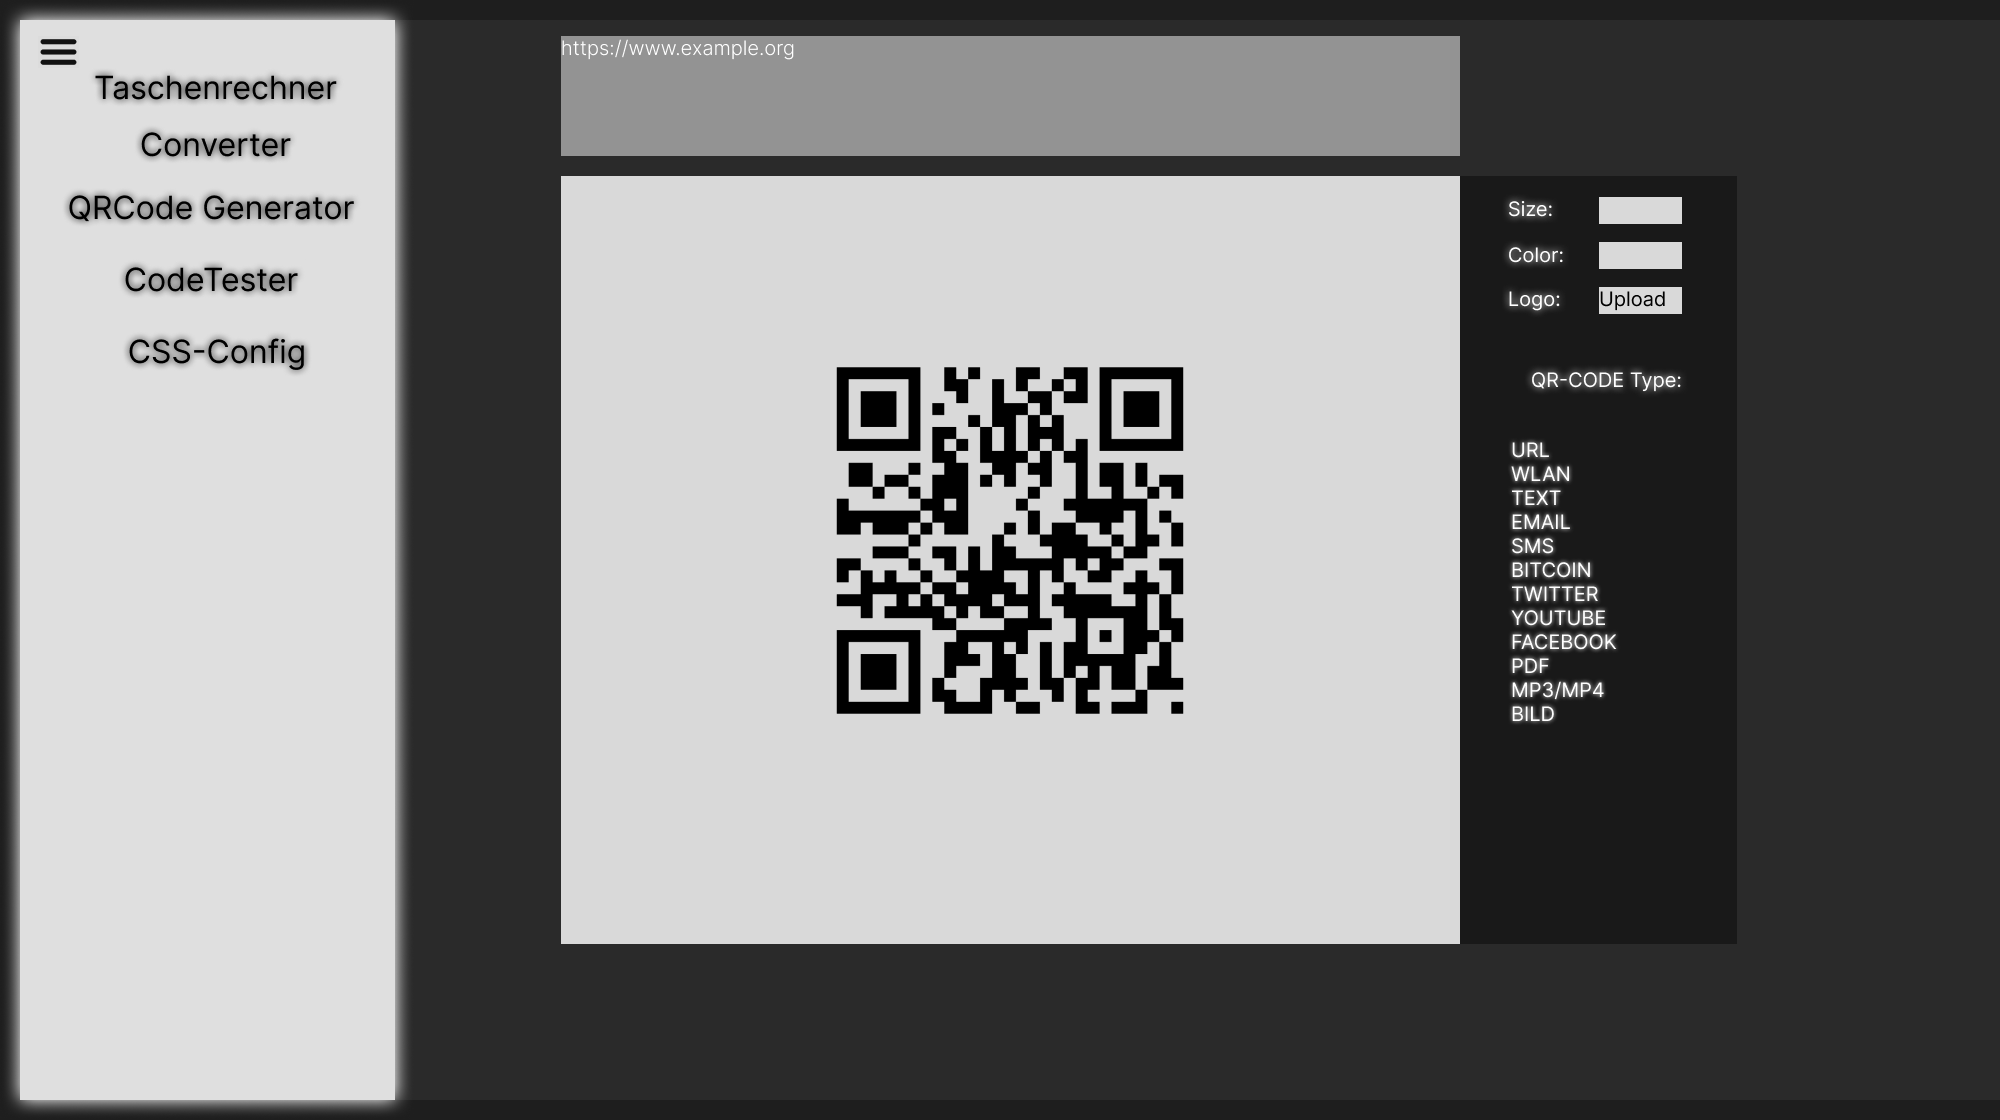 Taschenrechner
Converter
QRCode Generator
CodeTester
CSS-Config
https://www.example.org
Size:
Color:
Logo: Upload
QR-CODE Type:
URL
WLAN
TEXT
EMAIL
SMS
BITCOIN
TWITTER
YOUTUBE
FACEBOOK
PDF
MP3/MP4
BILD